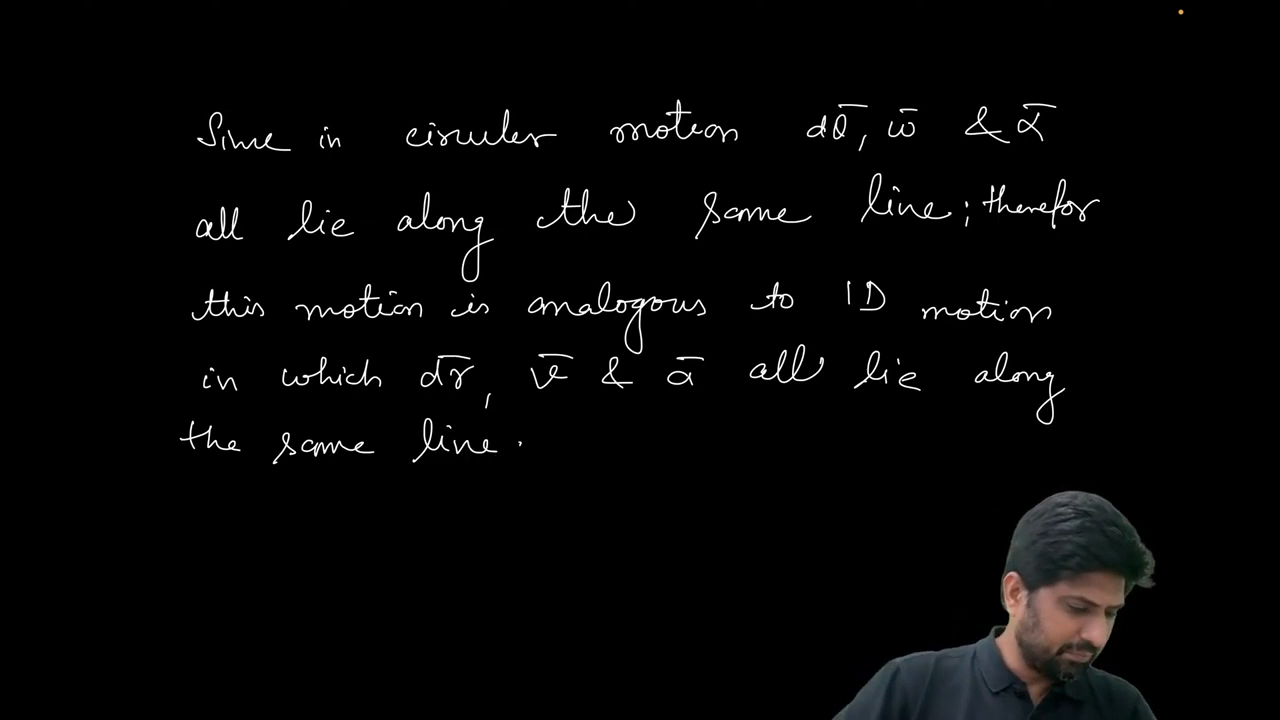 Since in circular motion dθ̄, ω̄ & ᾱ
all lie along the same line; therefor
this motion is analogous to 1D motion
in which dr̄, v̄ & ā all lie along
the same line.